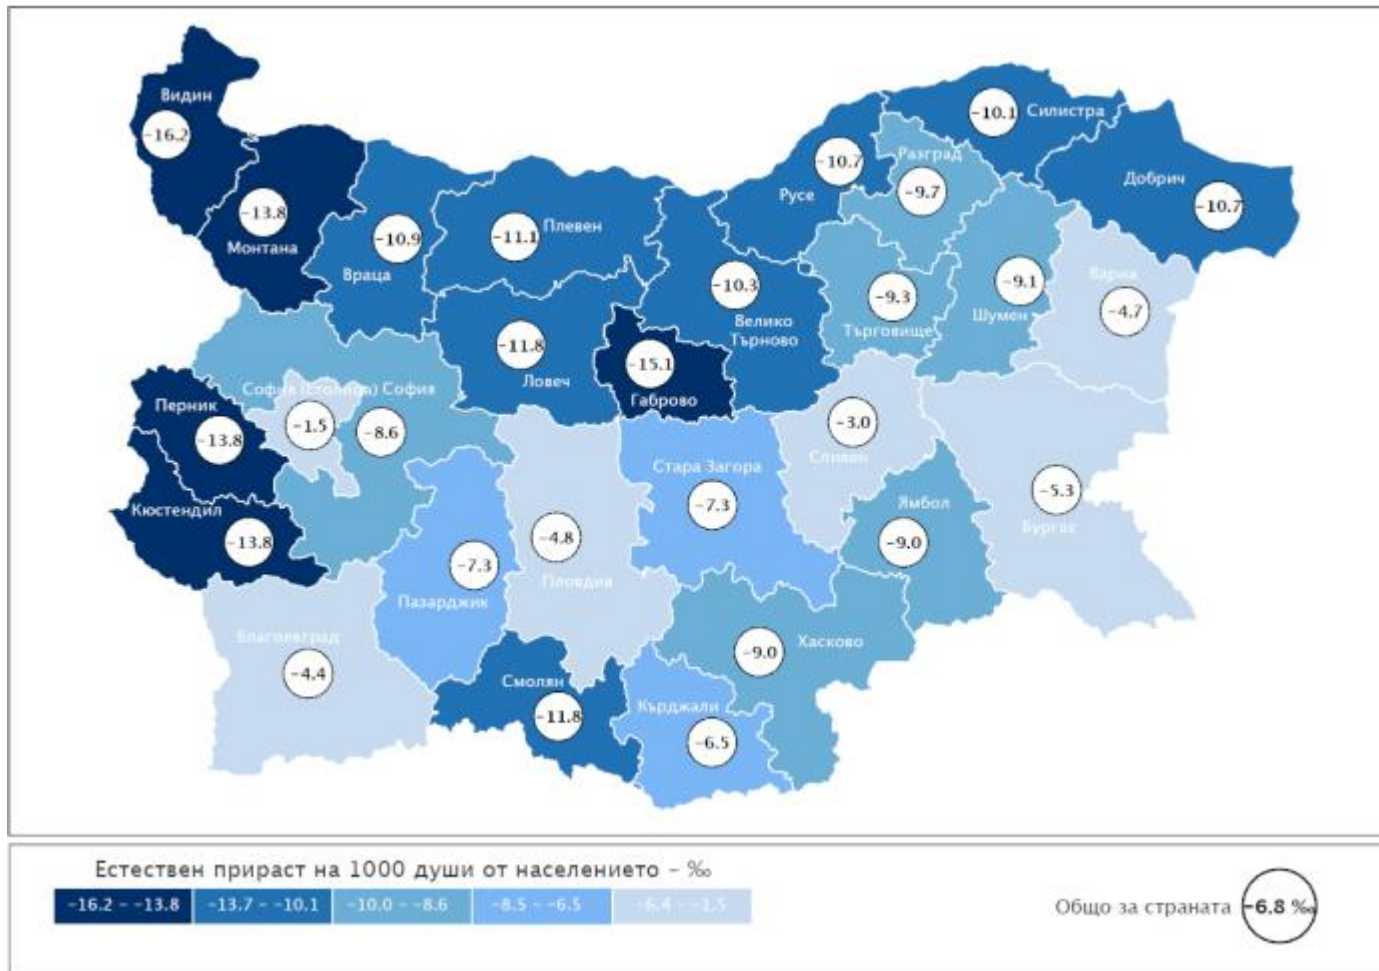 Видин
-16.2
-13.8
Монтана
-10.9
Враца
-11.1
Плевен
-11.8
Ловеч
-15.1
Габрово
-10.3
Велико
Търново
-10.7
Русе
-10.1
Силистра
Разград
-9.7
Добрич
-10.7
-9.3
Търговище
-9.1
Шумен
Варна
-4.7
София (столица) София
-1.5
-8.6
Перник
-13.8
Кюстендил
-13.8
Благоевград
-4.4
-7.3
Пазарджик
-4.8
Пловдив
Стара Загора
-7.3
-3.0
Сливен
Ямбол
-9.0
-5.3
Бургас
Хасково
-9.0
Смолян
-11.8
Кърджали
-6.5
Естествен прираст на 1000 души от населението – ‰
-16.2 – -13.8 -13.7 – -10.1 -10.0 – -8.6 -8.5 – -6.5 -6.4 – -1.5
Общо за страната -6.8 ‰